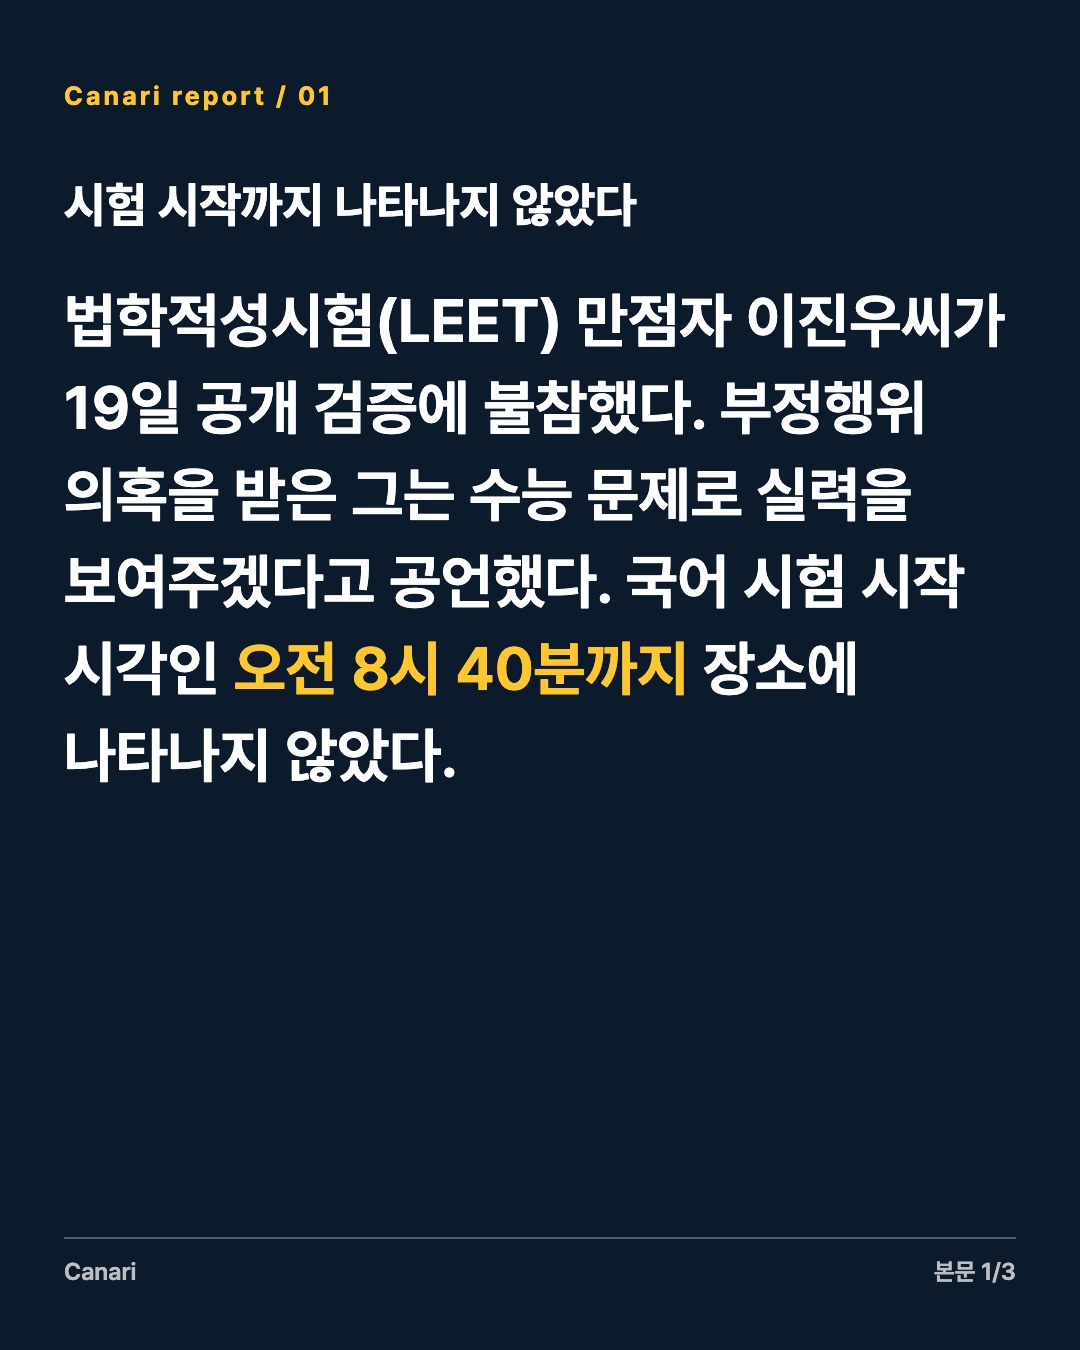 Canari report / 01
시험 시작까지 나타나지 않았다
법학적성시험(LEET) 만점자 이진우씨가
19일 공개 검증에 불참했다. 부정행위
의혹을 받은 그는 수능 문제로 실력을
보여주겠다고 공언했다. 국어 시험 시작
시각인 오전 8시 40분까지 장소에
나타나지 않았다.
Canari
본문 1/3